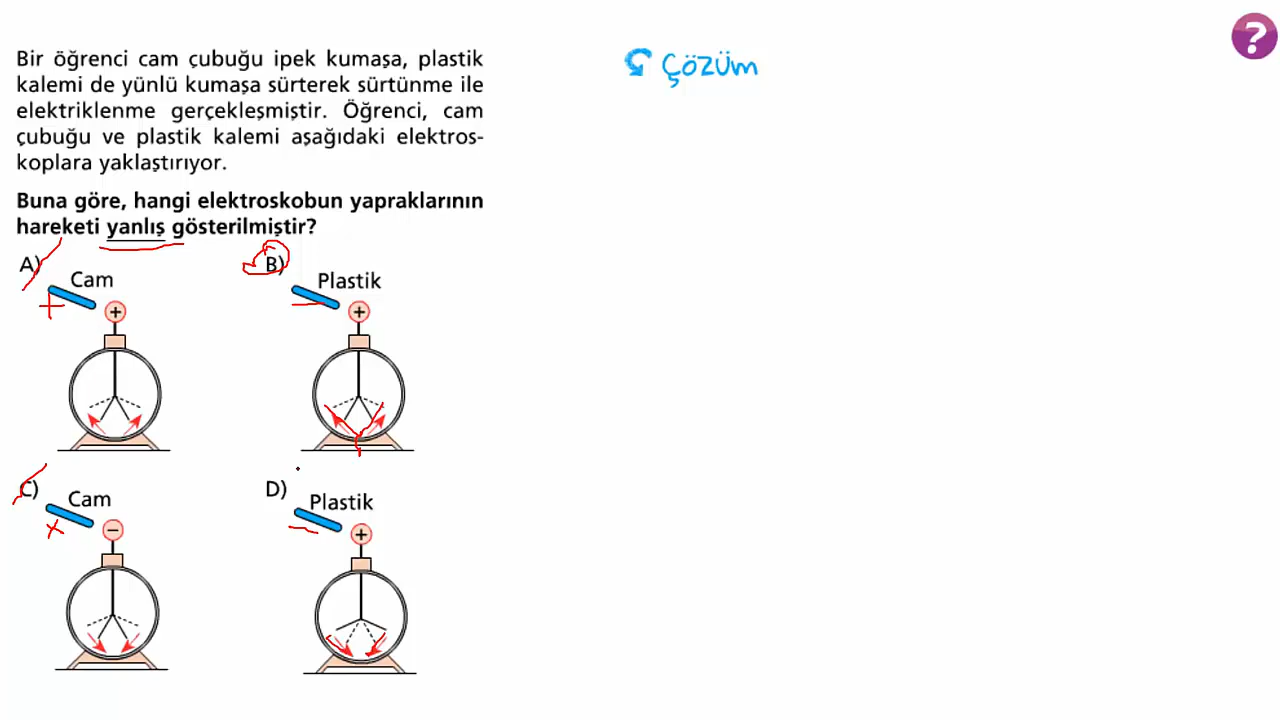 Bir öğrenci cam çubuğu ipek kumaşa, plastik
kalemi de yünlü kumaşa sürterek sürtünme ile
elektriklenme gerçekleşmiştir. Öğrenci, cam
çubuğu ve plastik kalemi aşağıdaki elektros-
koplara yaklaştırıyor.
Buna göre, hangi elektroskobun yapraklarının
hareketi yanlış gösterilmiştir?
A)
Cam
+
+
B)
Plastik
−
+
C)
Cam
+
−
D)
Plastik
−
+
Çözüm
?